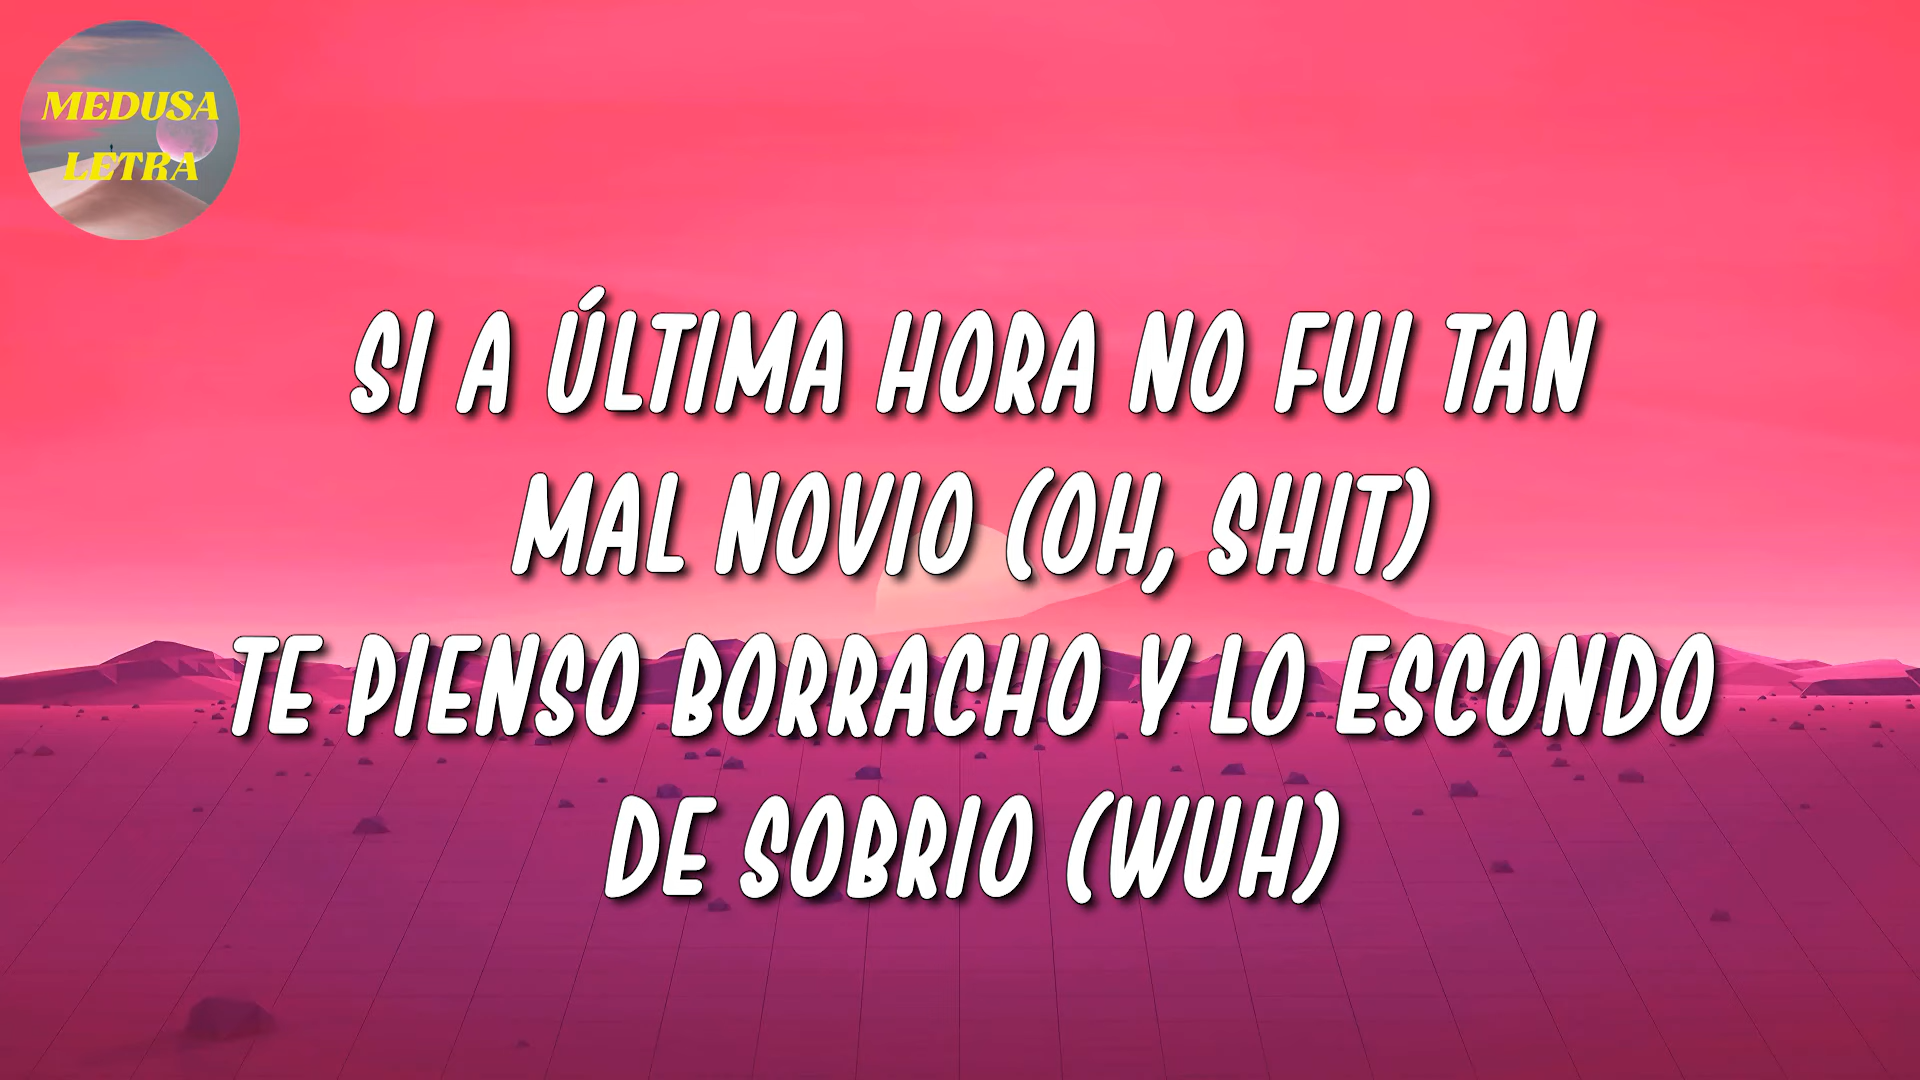 MEDUSA
LETRA
SI A ÚLTIMA HORA NO FUI TAN
MAL NOVIO (OH, SHIT)
TE PIENSO BORRACHO Y LO ESCONDO
DE SOBRIO (WUH)